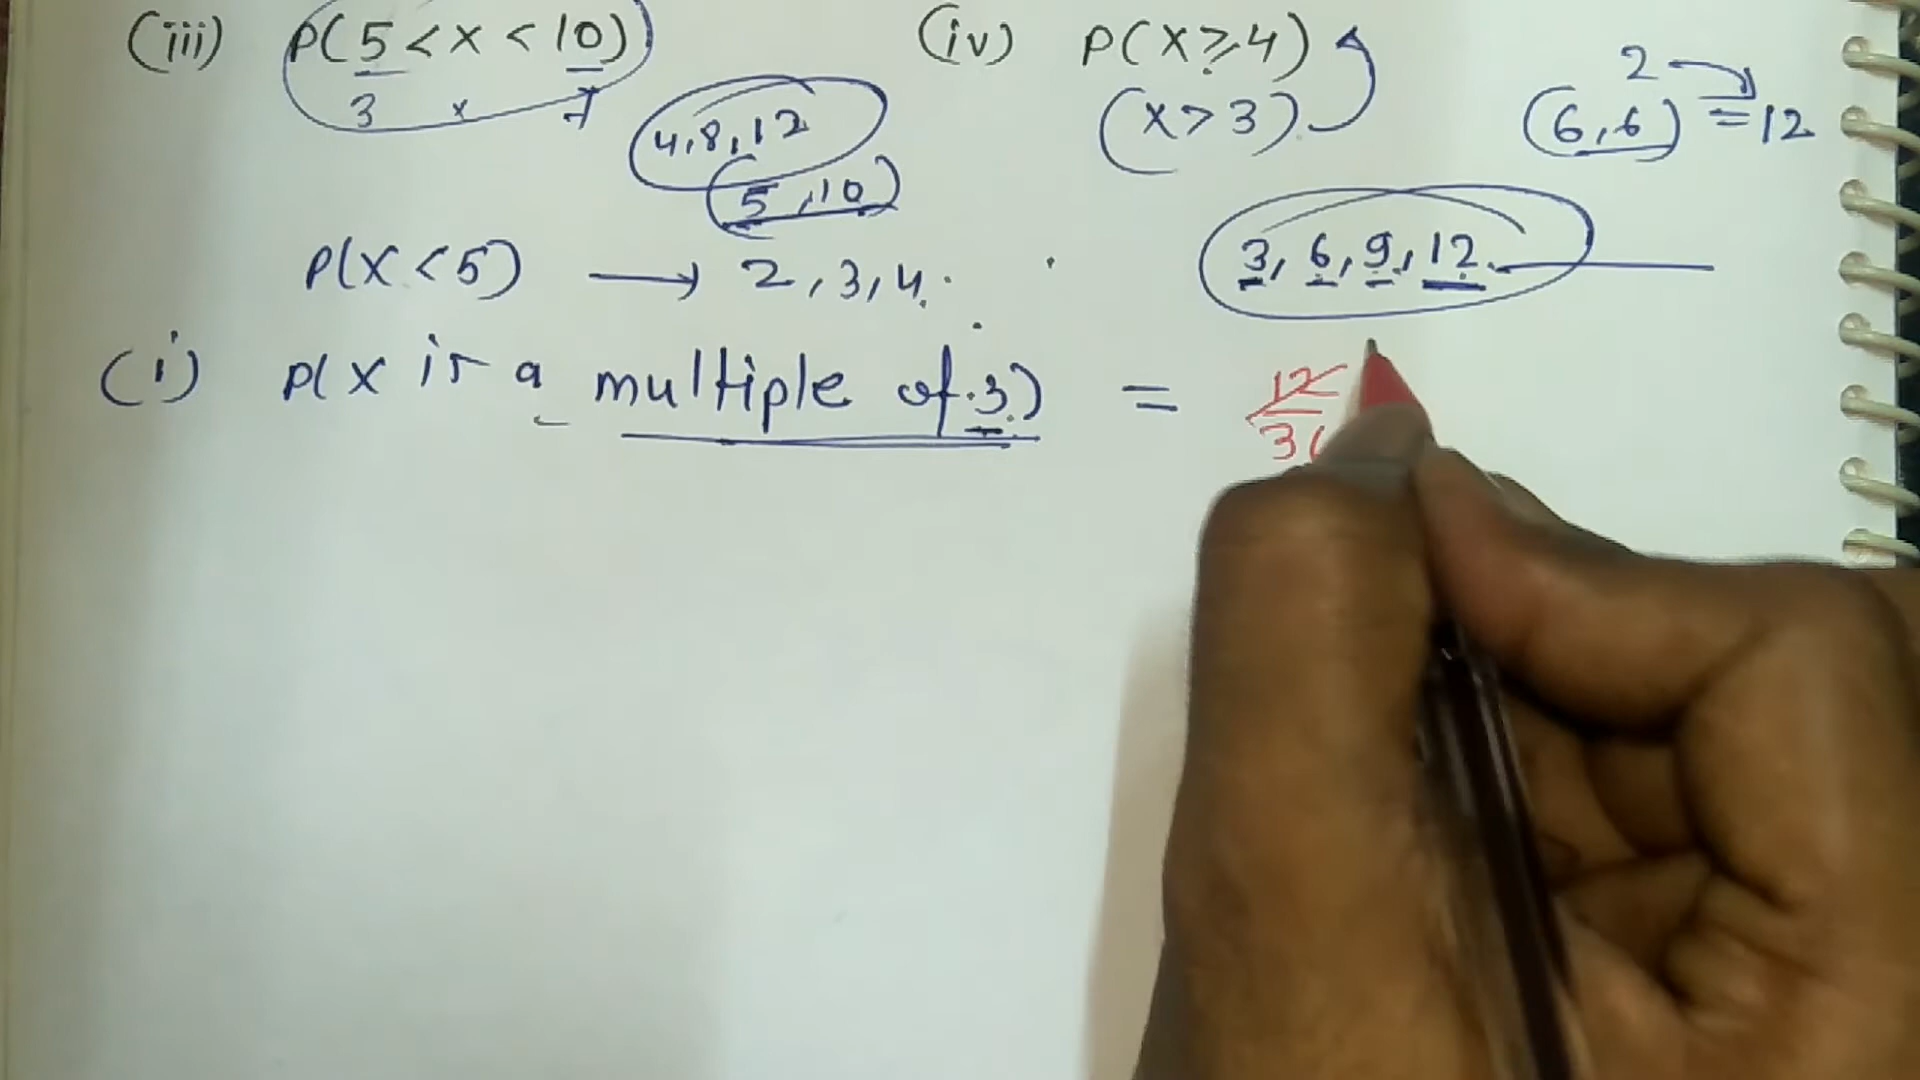 (iii) P(5 < x < 10) (iv) P(X ≥ 4) 2
3 x 7 4,8,12 (X > 3) (6,6) = 12
5,10
P(X < 5) → 2,3,4. 3, 6, 9, 12.
(i) P(X is a multiple of 3) = 12
3